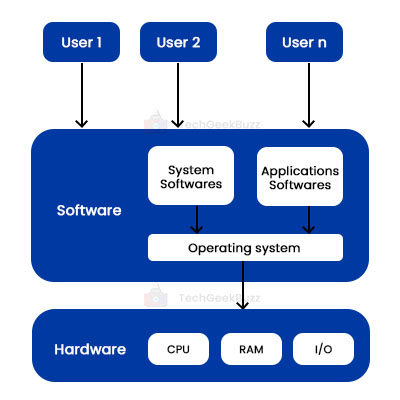 User 1
User 2
User n
TechGeekBuzz
System
Softwares
Applications
Softwares
Software
Operating system
TechGeekBuzz
Hardware
CPU
RAM
I/O